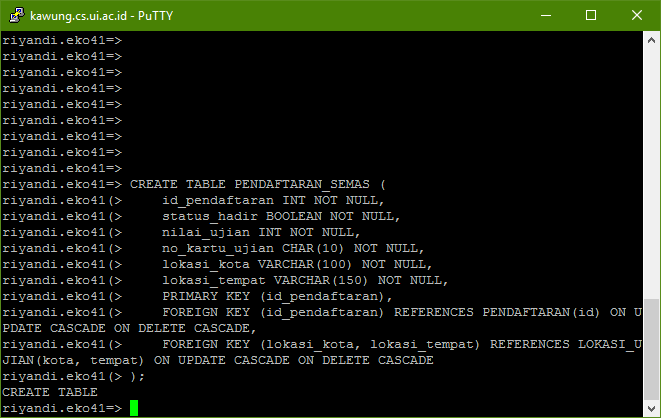 kawung.cs.ui.ac.id - PuTTY
riyandi.eko41=>
riyandi.eko41=>
riyandi.eko41=>
riyandi.eko41=>
riyandi.eko41=>
riyandi.eko41=>
riyandi.eko41=>
riyandi.eko41=>
riyandi.eko41=>
riyandi.eko41=> CREATE TABLE PENDAFTARAN_SEMAS (
riyandi.eko41(>     id_pendaftaran INT NOT NULL,
riyandi.eko41(>     status_hadir BOOLEAN NOT NULL,
riyandi.eko41(>     nilai_ujian INT NOT NULL,
riyandi.eko41(>     no_kartu_ujian CHAR(10) NOT NULL,
riyandi.eko41(>     lokasi_kota VARCHAR(100) NOT NULL,
riyandi.eko41(>     lokasi_tempat VARCHAR(150) NOT NULL,
riyandi.eko41(>     PRIMARY KEY (id_pendaftaran),
riyandi.eko41(>     FOREIGN KEY (id_pendaftaran) REFERENCES PENDAFTARAN(id) ON U
PDATE CASCADE ON DELETE CASCADE,
riyandi.eko41(>     FOREIGN KEY (lokasi_kota, lokasi_tempat) REFERENCES LOKASI_U
JIAN(kota, tempat) ON UPDATE CASCADE ON DELETE CASCADE
riyandi.eko41(> );
CREATE TABLE
riyandi.eko41=>